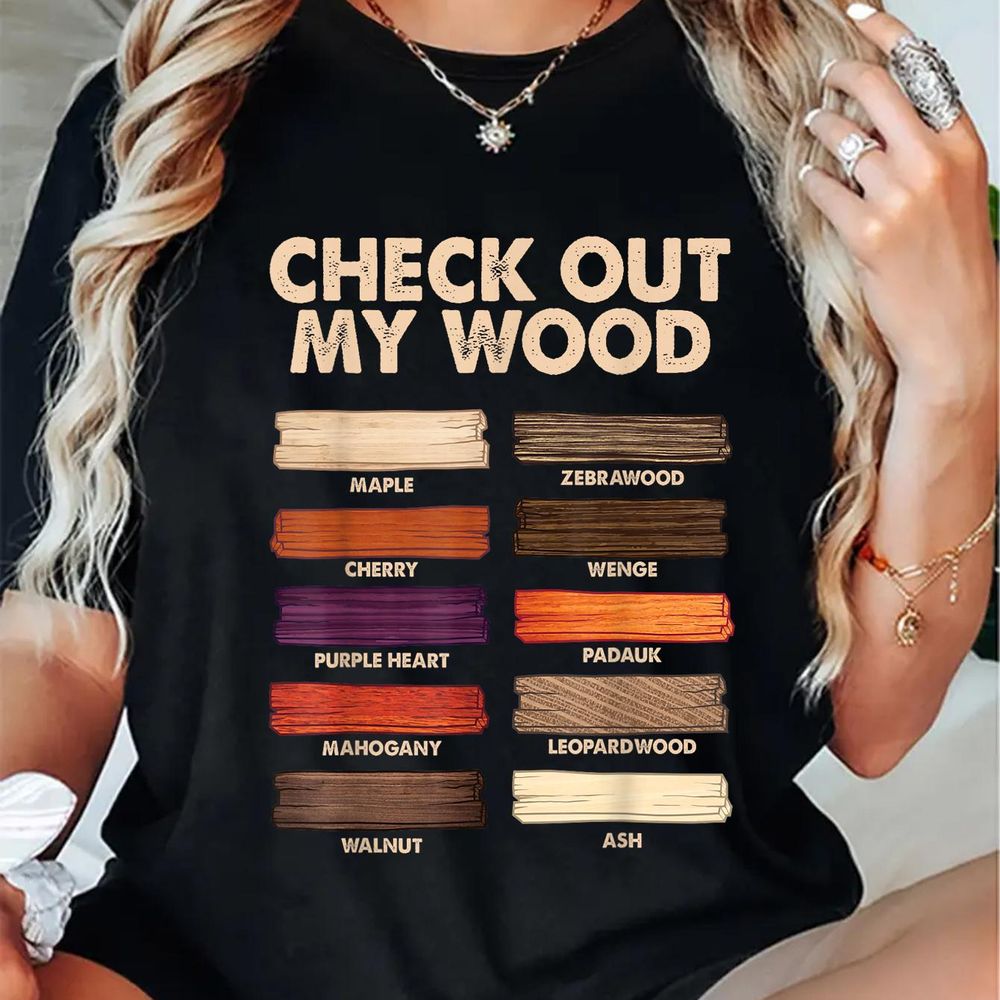 CHECK OUT
MY WOOD
MAPLE
ZEBRAWOOD
CHERRY
WENGE
PURPLE HEART
PADAUK
MAHOGANY
LEOPARDWOOD
WALNUT
ASH